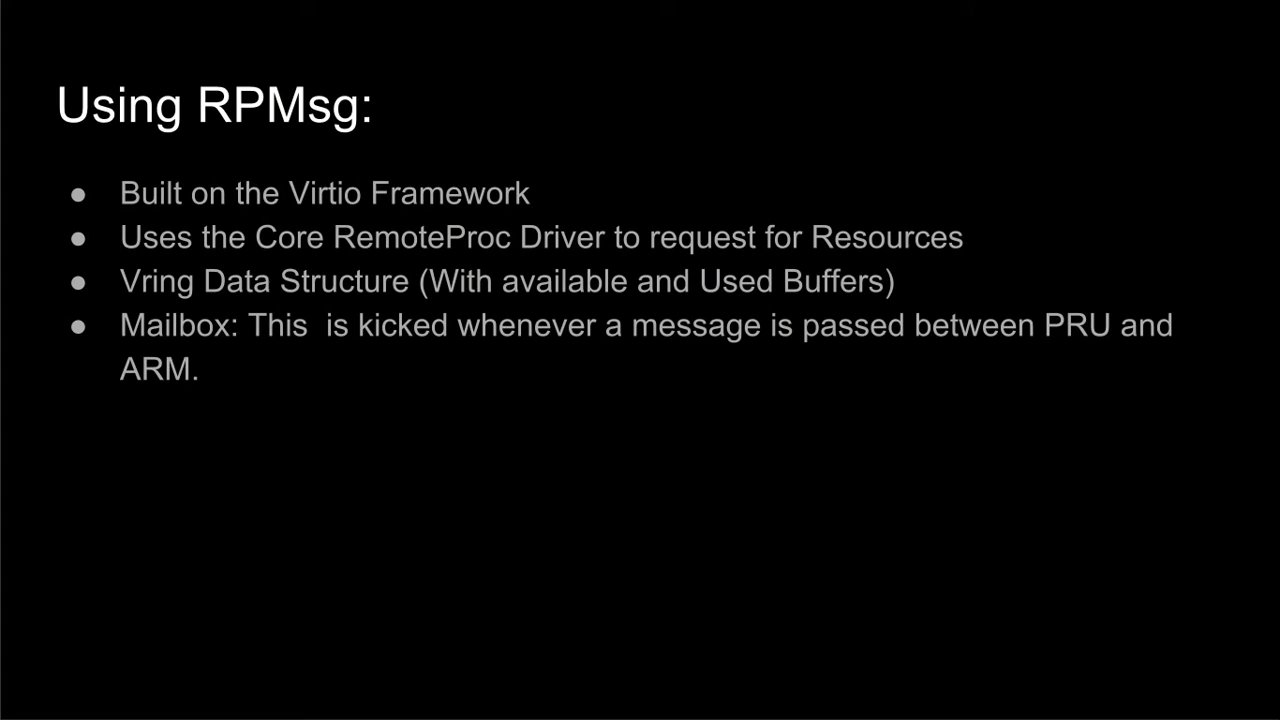 Using RPMsg:
● Built on the Virtio Framework
● Uses the Core RemoteProc Driver to request for Resources
● Vring Data Structure (With available and Used Buffers)
● Mailbox: This  is kicked whenever a message is passed between PRU and
ARM.